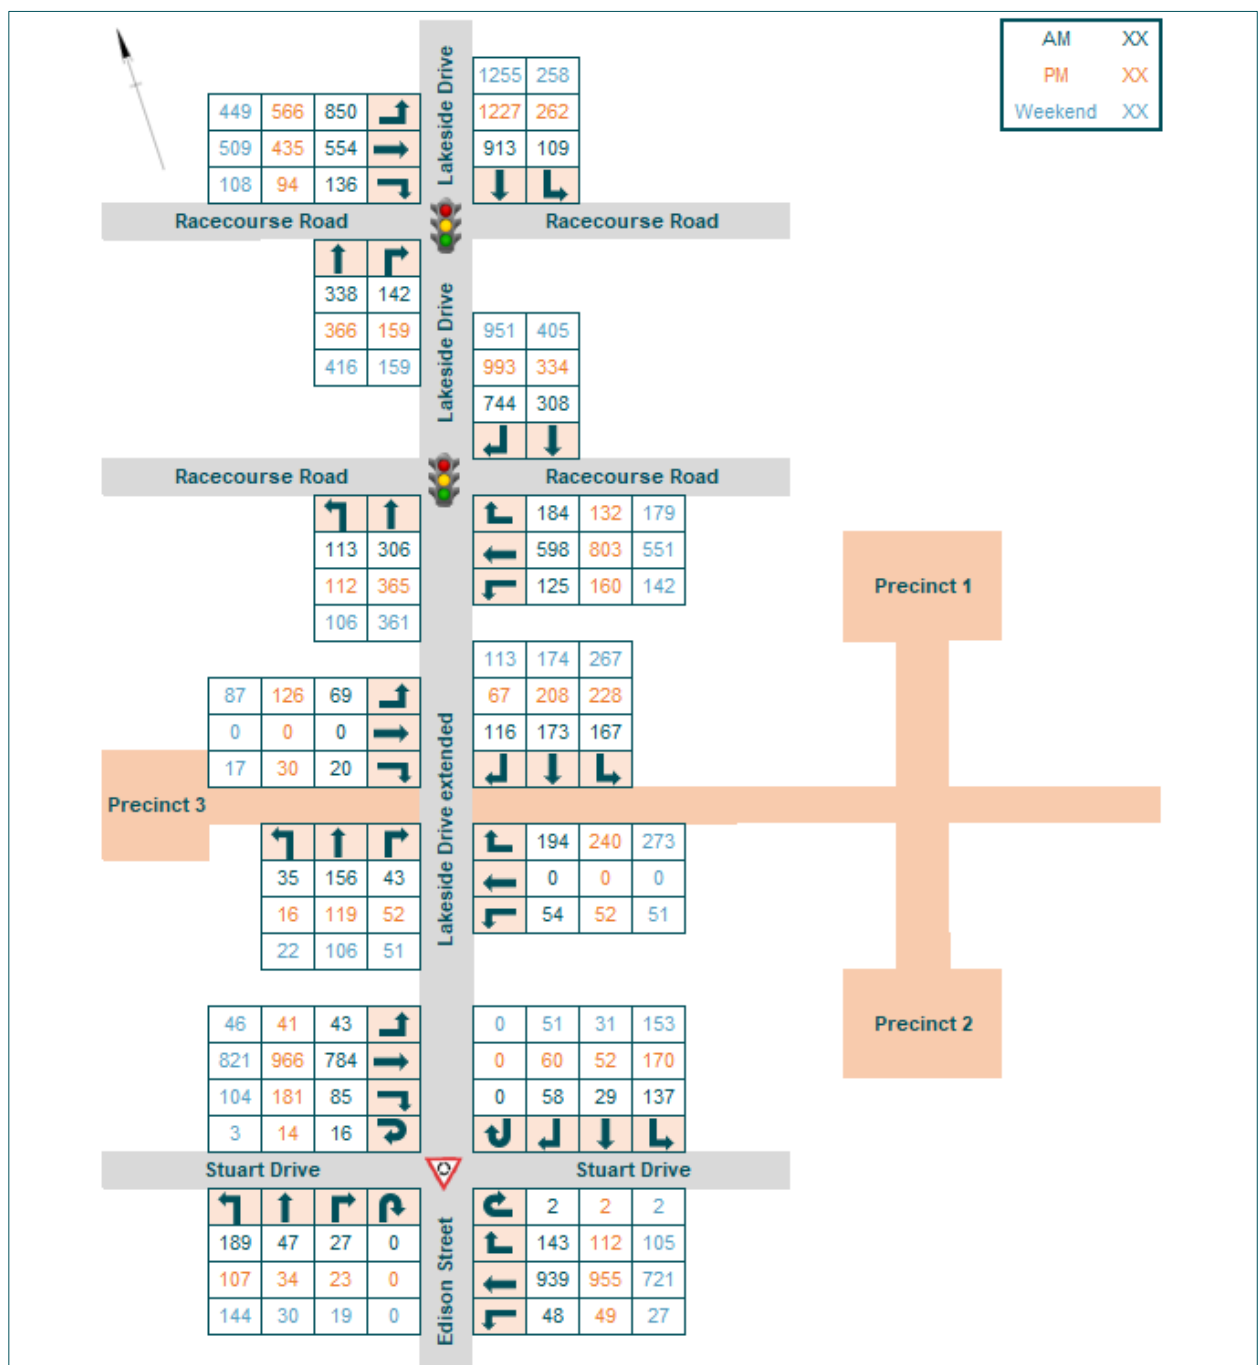 AM XX
PM XX
Weekend XX
Lakeside Drive
1255 258
1227 262
913 109
449 566 850
509 435 554
108 94 136
Racecourse Road Racecourse Road
338 142
366 159
416 159
Lakeside Drive
951 405
993 334
744 308
Racecourse Road Racecourse Road
113 306
112 365
106 361
184 132 179
598 803 551
125 160 142
Precinct 1
113 174 267
67 208 228
116 173 167
87 126 69
0 0 0
17 30 20
Lakeside Drive extended
Precinct 3
35 156 43
16 119 52
22 106 51
194 240 273
0 0 0
54 52 51
Precinct 2
46 41 43
821 966 784
104 181 85
3 14 16
0 51 31 153
0 60 52 170
0 58 29 137
Stuart Drive Stuart Drive
189 47 27 0
107 34 23 0
144 30 19 0
Edison Street
2 2 2
143 112 105
939 955 721
48 49 27